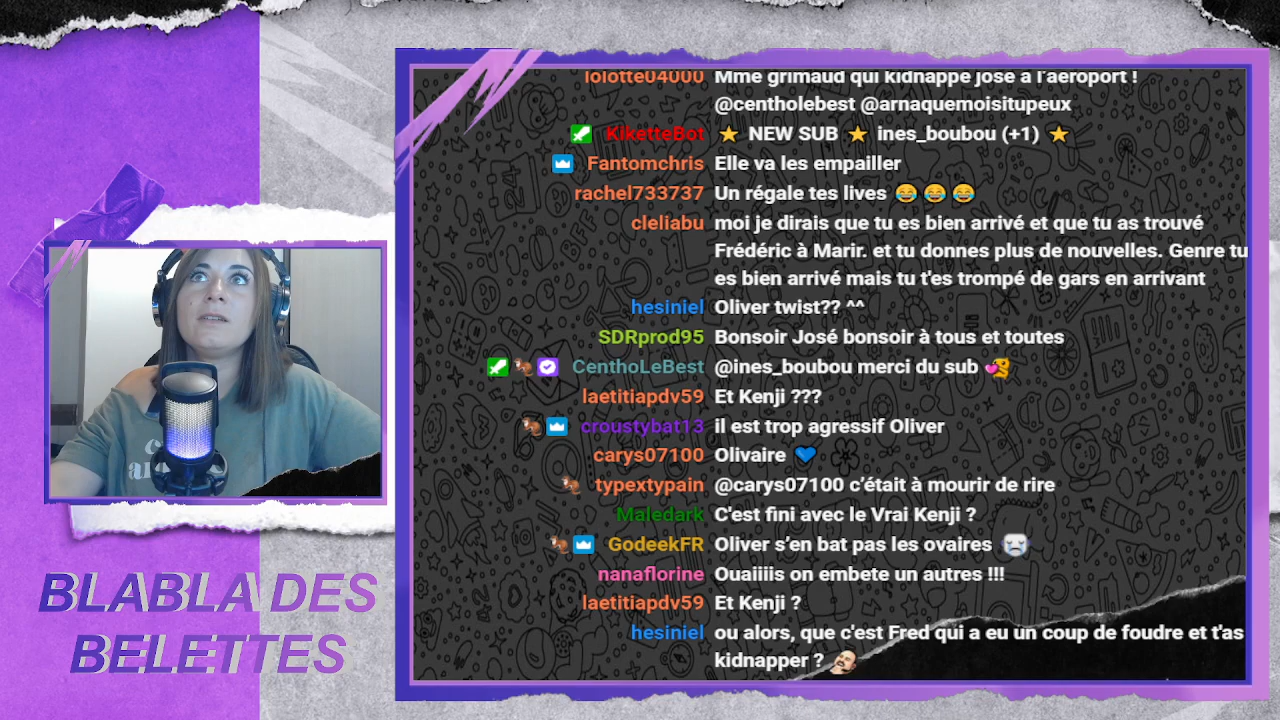 lolotte04000 Mme grimaud qui kidnappe jose a l'aéroport !
@centholebest @arnaquemoisitupeux
KiketteBot NEW SUB ines_boubou (+1)
Fantomchris Elle va les empailler
rachel733737 Un régale tes lives 😂 😂 😂
cleliabu moi je dirais que tu es bien arrivé et que tu as trouvé
Frédéric à Marir. et tu donnes plus de nouvelles. Genre tu
es bien arrivé mais tu t'es trompé de gars en arrivant
hesiniel Oliver twist?? ^^
SDRprod95 Bonsoir José bonsoir à tous et toutes
CenthoLeBest @ines_boubou merci du sub
laetitiapdv59 Et Kenji ???
croustybat13 il est trop agressif Oliver
carys07100 Olivaire 💙
typextypain @carys07100 c'était à mourir de rire
Maledark C'est fini avec le Vrai Kenji ?
GodeekFR Oliver s'en bat pas les ovaires
nanaflorine Ouaiiiis on embete un autres !!!
laetitiapdv59 Et Kenji ?
hesiniel ou alors, que c'est Fred qui a eu un coup de foudre et t'as
kidnapper ?
BLABLA DES
BELETTES